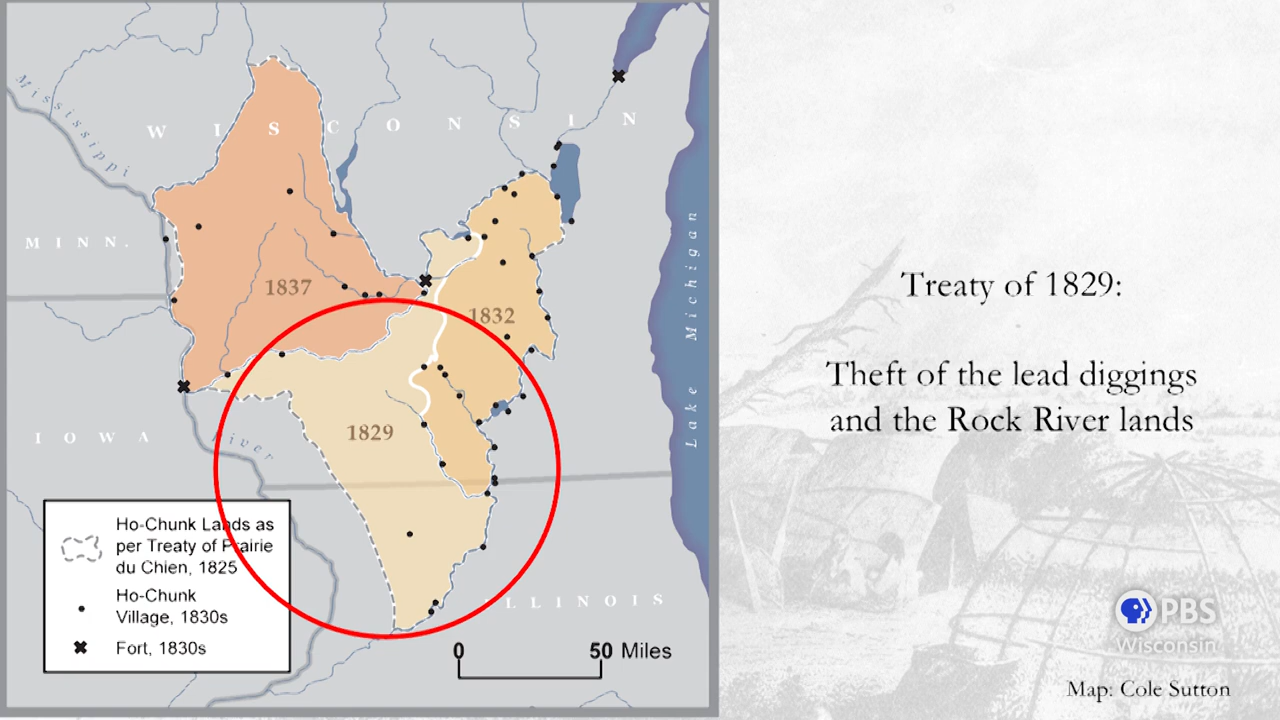 Mississippi
W I S C O N S I N
M I N N .
1837
1832
Lake Michigan
I O W A
River
1829
Ho-Chunk Lands as
per Treaty of Prairie
du Chien, 1825
Ho-Chunk
Village, 1830s
Fort, 1830s
I L L I N O I S
0 50 Miles
Treaty of 1829:
Theft of the lead diggings
and the Rock River lands
PBS
Wisconsin
Map: Cole Sutton